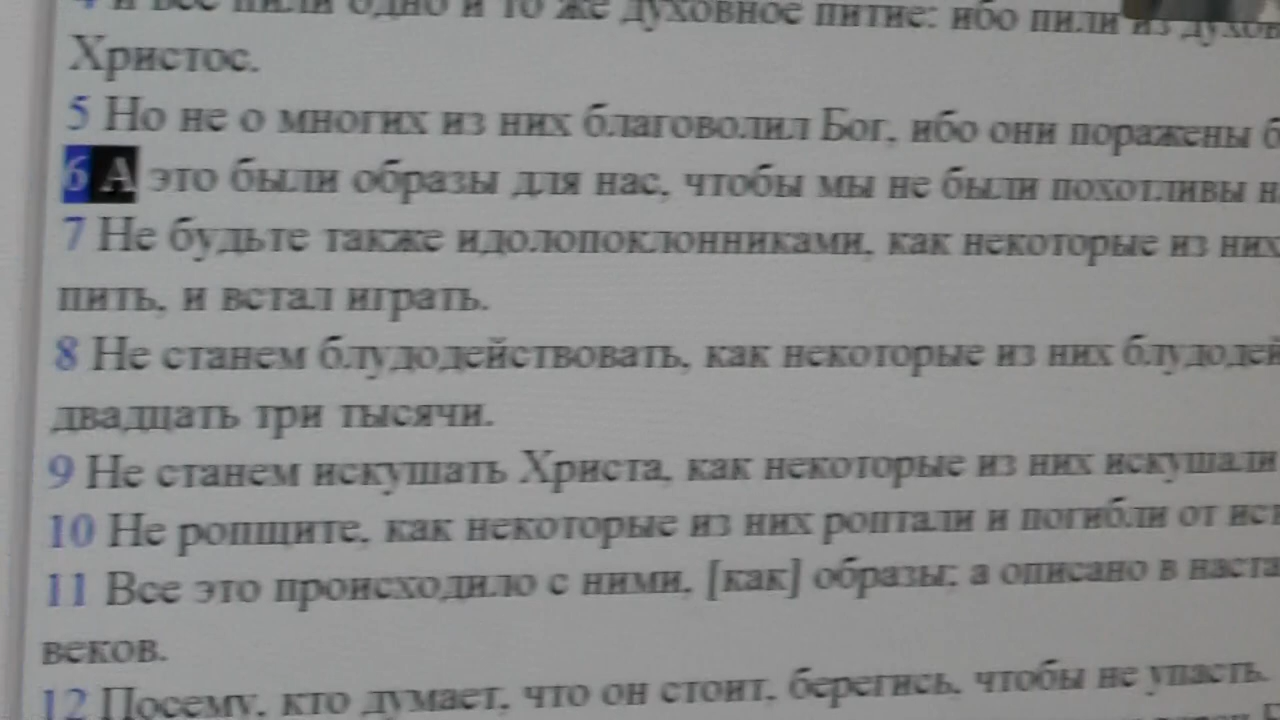 4 и все пили одно и то же духовное питие: ибо пили из
Христос.
5 Но не о многих из них благоволил Бог, ибо они поражены б
6 А это были образы для нас, чтобы мы не были похотливы н
7 Не будьте также идолопоклонниками, как некоторые из них
пить, и встал играть.
8 Не станем блудодействовать, как некоторые из них блудодей
двадцать три тысячи.
9 Не станем искушать Христа, как некоторые из них искушали
10 Не ропщите, как некоторые из них роптали и погибли от ист
11 Все это происходило с ними, [как] образы; а описано в наста
веков.
12 Посему, кто думает, что он стоит, берегись, чтобы не упасть.